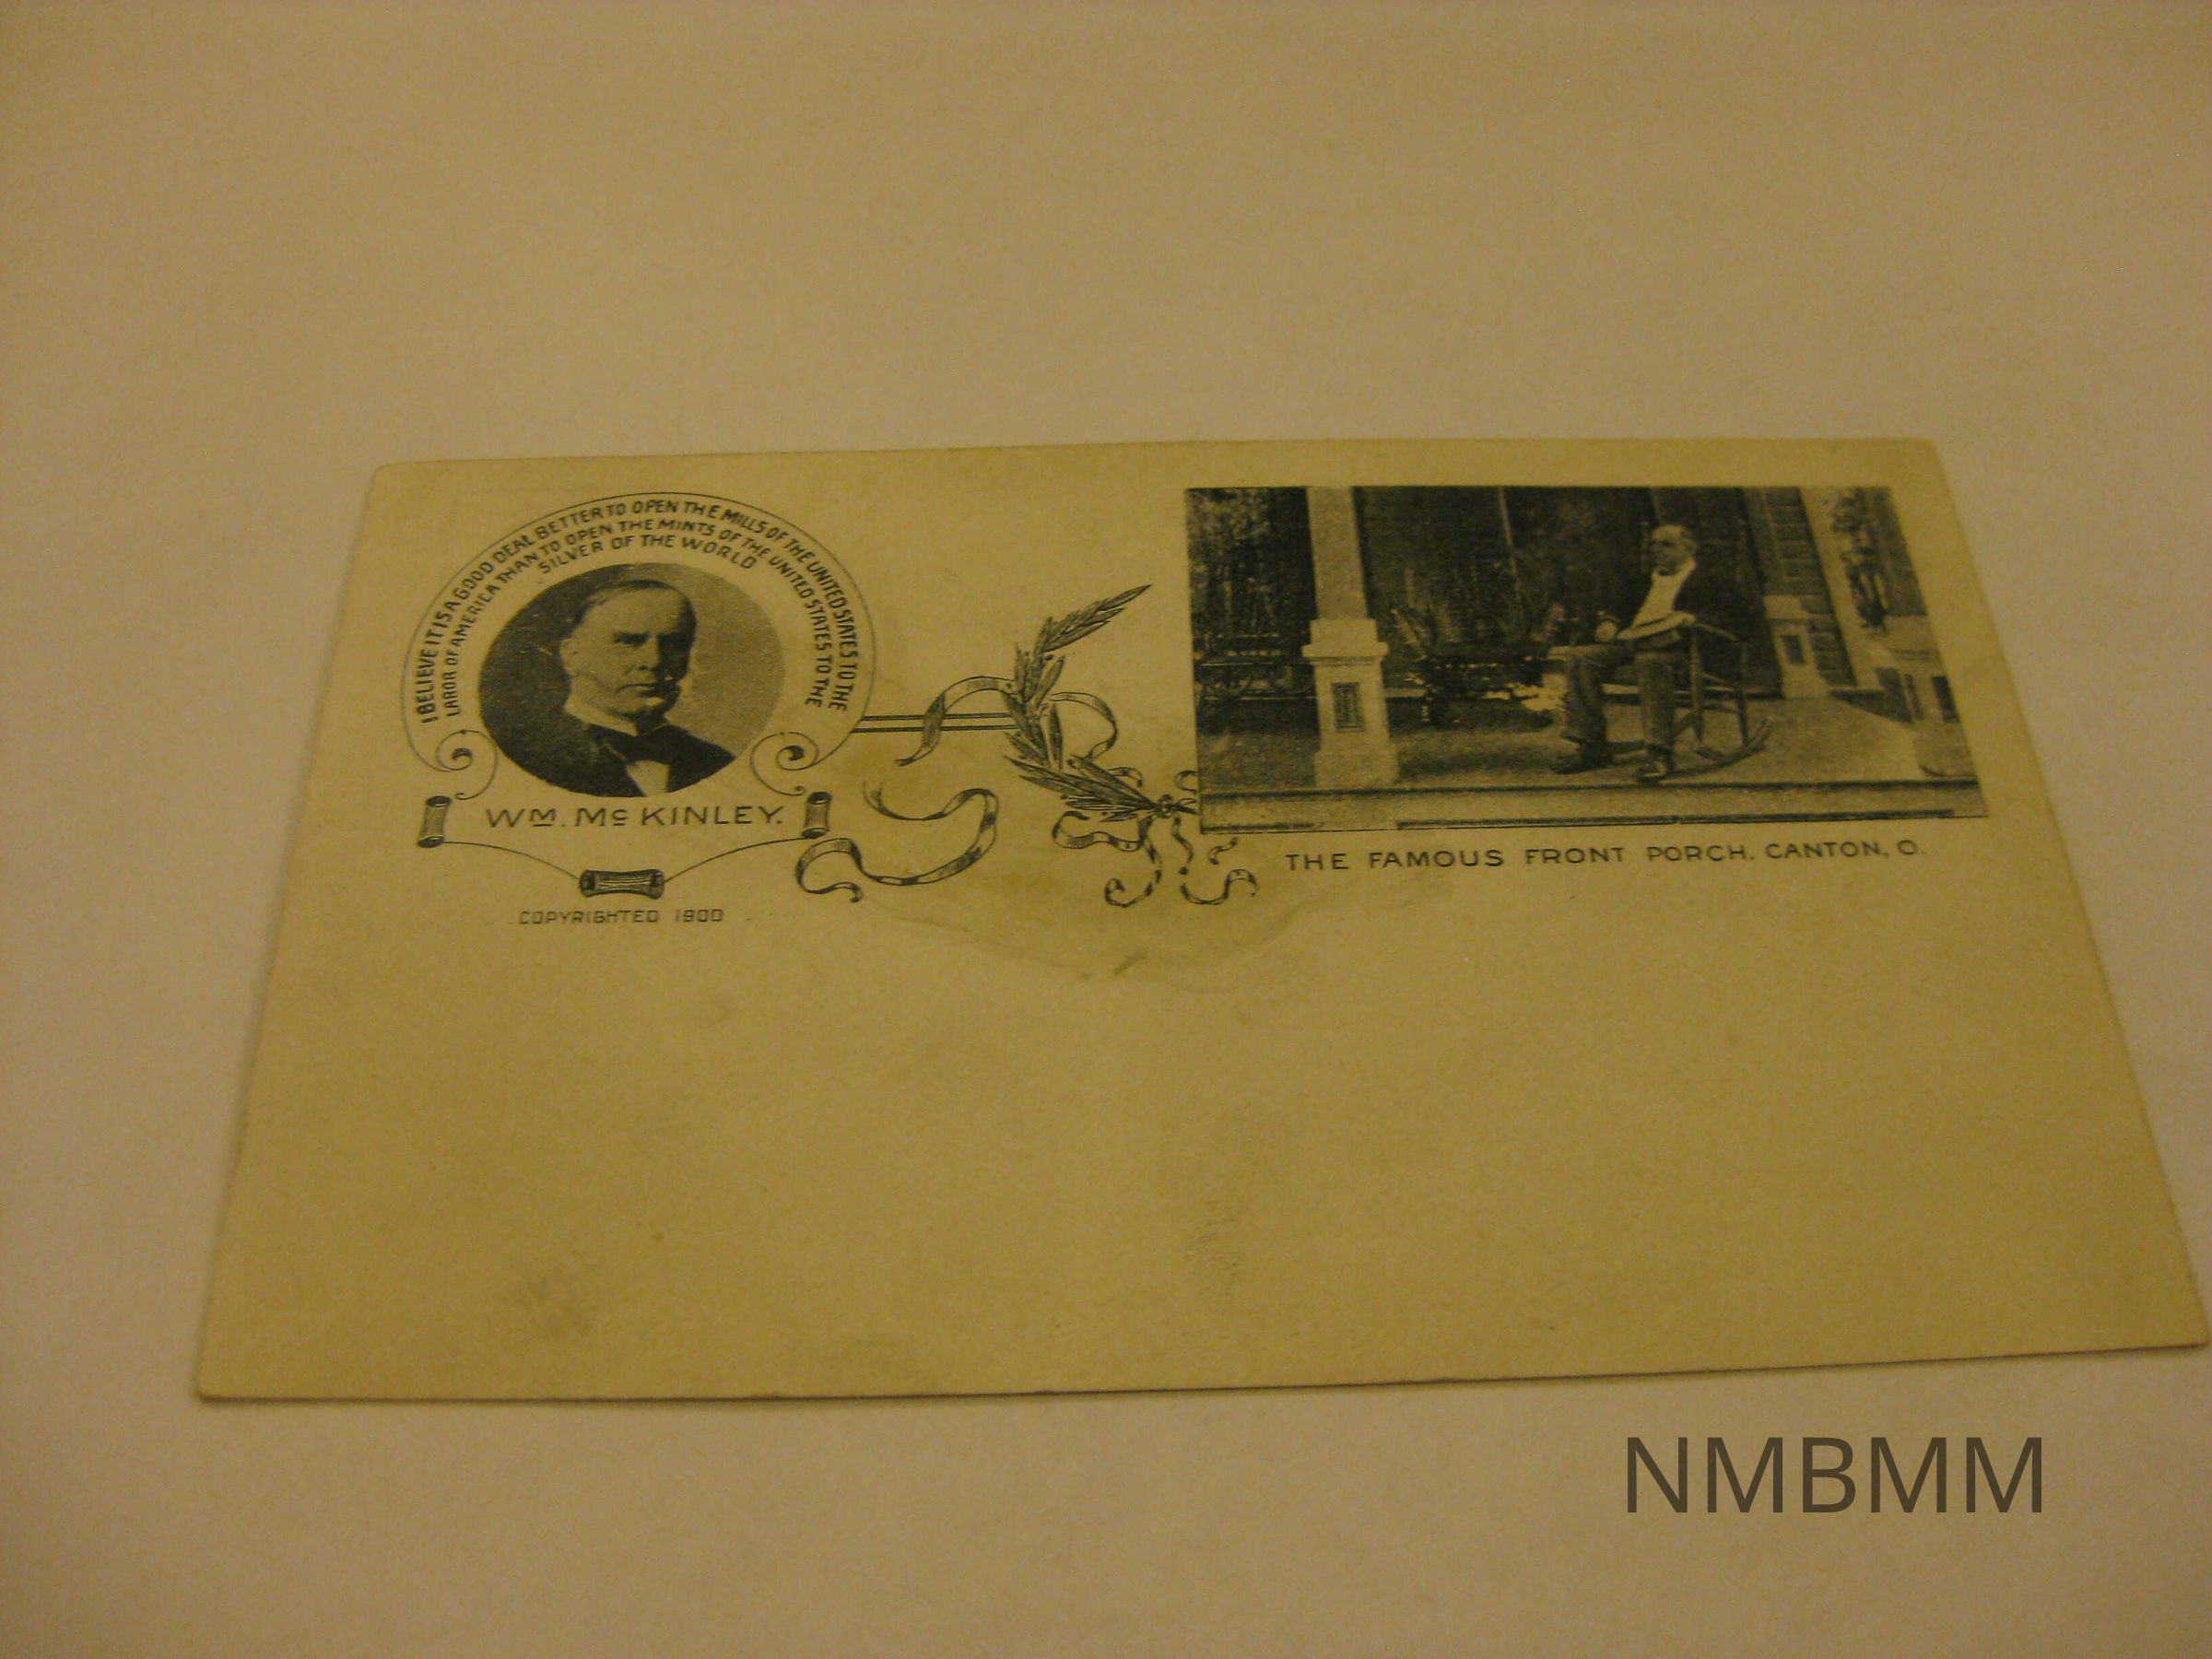 I BELIEVE IT IS A GOOD DEAL BETTER TO OPEN THE MILLS OF THE UNITED STATES TO THE
LABOR OF AMERICA THAN TO OPEN THE MINTS OF THE UNITED STATES TO THE
SILVER OF THE WORLD
WM. MC KINLEY.
COPYRIGHTED 1900
THE FAMOUS FRONT PORCH, CANTON, O.
NMBMM